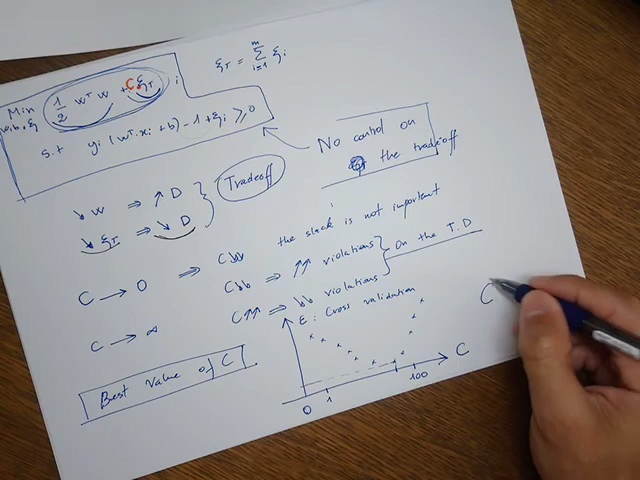 ξT = Σ i=1 m ξi
Min w,b,ξ 1/2 wᵀw + C ξT ;
s.t yi (wᵀ.xi + b) - 1 + ξi ≥ 0
No control on
the tradeoff
↘ w ⇒ ↑ D
↘ ξT ⇒ ↘ D
Tradeoff
C → 0 ⇒ C↓↓ the slack is not important
C↓↓ ⇒ ↑↑ violations
C → ∞ C↑↑ ⇒ ↓↓ violations
On the T.D
Best value of C
E: Cross validation
C
0 1 100
C